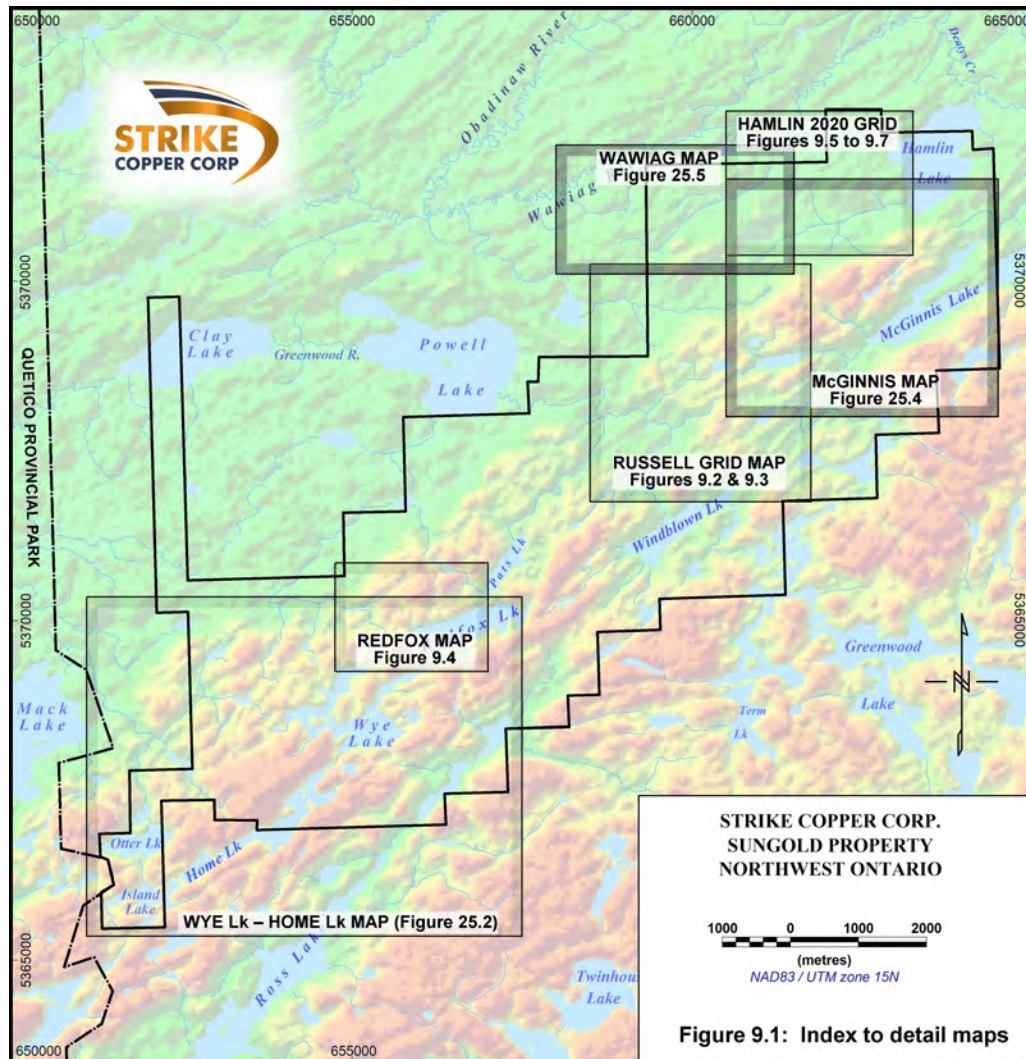 650000
655000
660000
665000
STRIKE
COPPER CORP
Obadinaw River
Deatys Cr
HAMLIN 2020 GRID
Figures 9.5 to 9.7
Hamlin
Lake
WAWIAG MAP
Figure 25.5
Wawiag
5370000
5370000
McGinnis Lake
Clay
Lake
Greenwood R.
Powell
Lake
McGINNIS MAP
Figure 25.4
QUETICO PROVINCIAL PARK
RUSSELL GRID MAP
Figures 9.2 & 9.3
Windblown Lk
Pats Lk
5370000
5365000
REDFOX MAP
Figure 9.4
Lk
Greenwood
Lake
Mack
Lake
Wye
Lake
Term
Lk
N
Otter Lk
Home Lk
Island
Lake
WYE Lk – HOME Lk MAP (Figure 25.2)
Ross Lake
5365000
Twinhouse
Lake
STRIKE COPPER CORP.
SUNGOLD PROPERTY
NORTHWEST ONTARIO
1000 0 1000 2000
(metres)
NAD83 / UTM zone 15N
Figure 9.1: Index to detail maps
650000
655000